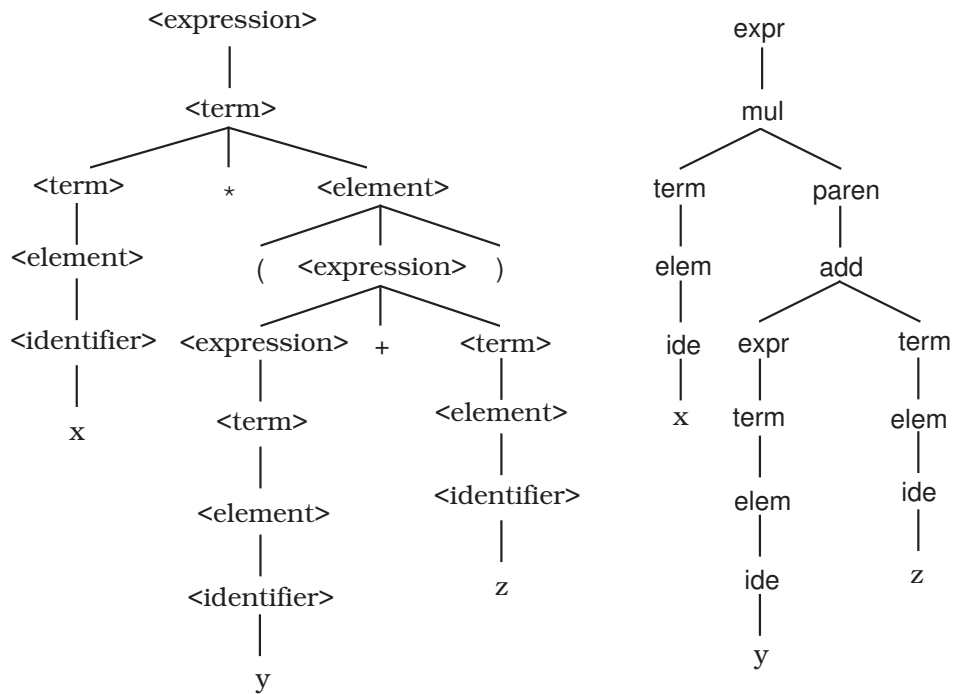 <expression>
<term>
<term> * <element>
<element> ( <expression> )
<identifier> <expression> + <term>
x <term> <element>
<element> <identifier>
<identifier> z
y
expr
mul
term paren
elem add
ide expr term
x term elem
elem ide
ide z
y